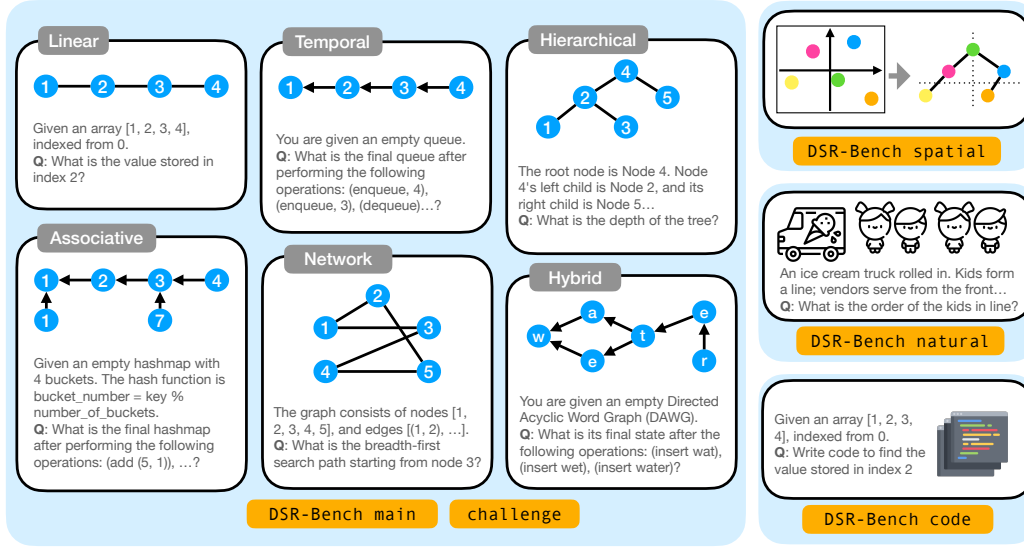 Linear
1 2 3 4
Given an array [1, 2, 3, 4],
indexed from 0.
Q: What is the value stored in
index 2?
Temporal
1 2 3 4
You are given an empty queue.
Q: What is the final queue after
performing the following
operations: (enqueue, 4),
(enqueue, 3), (dequeue)…?
Hierarchical
4
2 5
1 3
The root node is Node 4. Node
4's left child is Node 2, and its
right child is Node 5…
Q: What is the depth of the tree?
Associative
1 2 3 4
1 7
Given an empty hashmap with
4 buckets. The hash function is
bucket_number = key %
number_of_buckets.
Q: What is the final hashmap
after performing the following
operations: (add (5, 1)), …?
Network
2
1 3
4 5
The graph consists of nodes [1,
2, 3, 4, 5], and edges [(1, 2), …].
Q: What is the breadth-first
search path starting from node 3?
Hybrid
a e
w t
e r
You are given an empty Directed
Acyclic Word Graph (DAWG).
Q: What is its final state after the
following operations: (insert wat),
(insert wet), (insert water)?
DSR-Bench main
challenge
DSR-Bench spatial
An ice cream truck rolled in. Kids form
a line; vendors serve from the front…
Q: What is the order of the kids in line?
DSR-Bench natural
Given an array [1, 2, 3,
4], indexed from 0.
Q: Write code to find the
value stored in index 2
DSR-Bench code